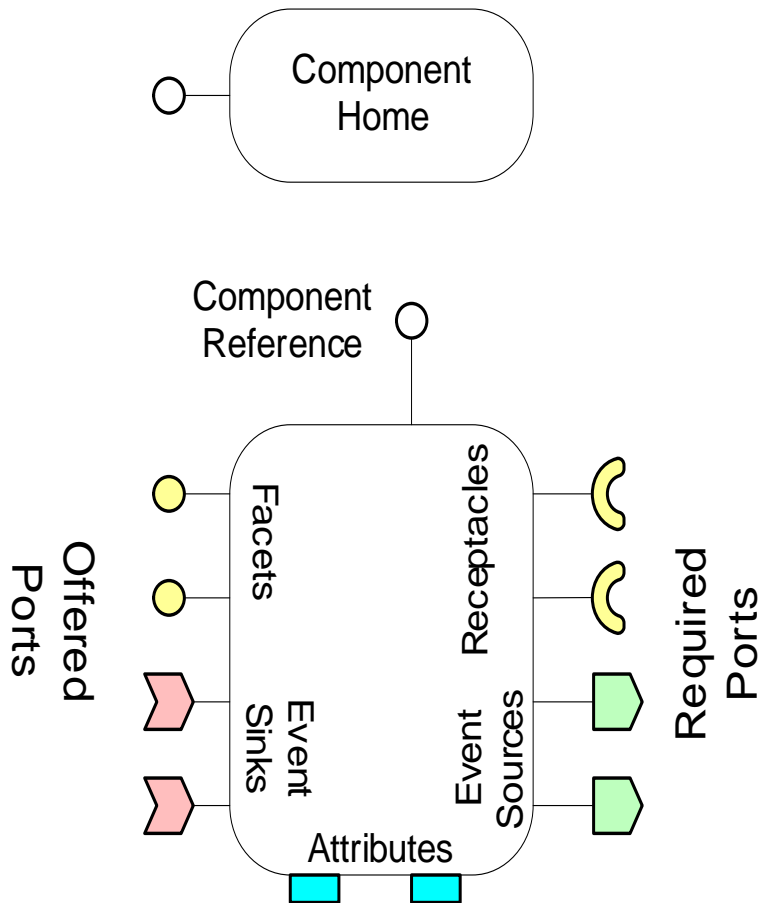 Component
Home
Component
Reference
Offered
Ports
Facets
Receptacles
Required
Ports
Event
Sinks
Event
Sources
Attributes